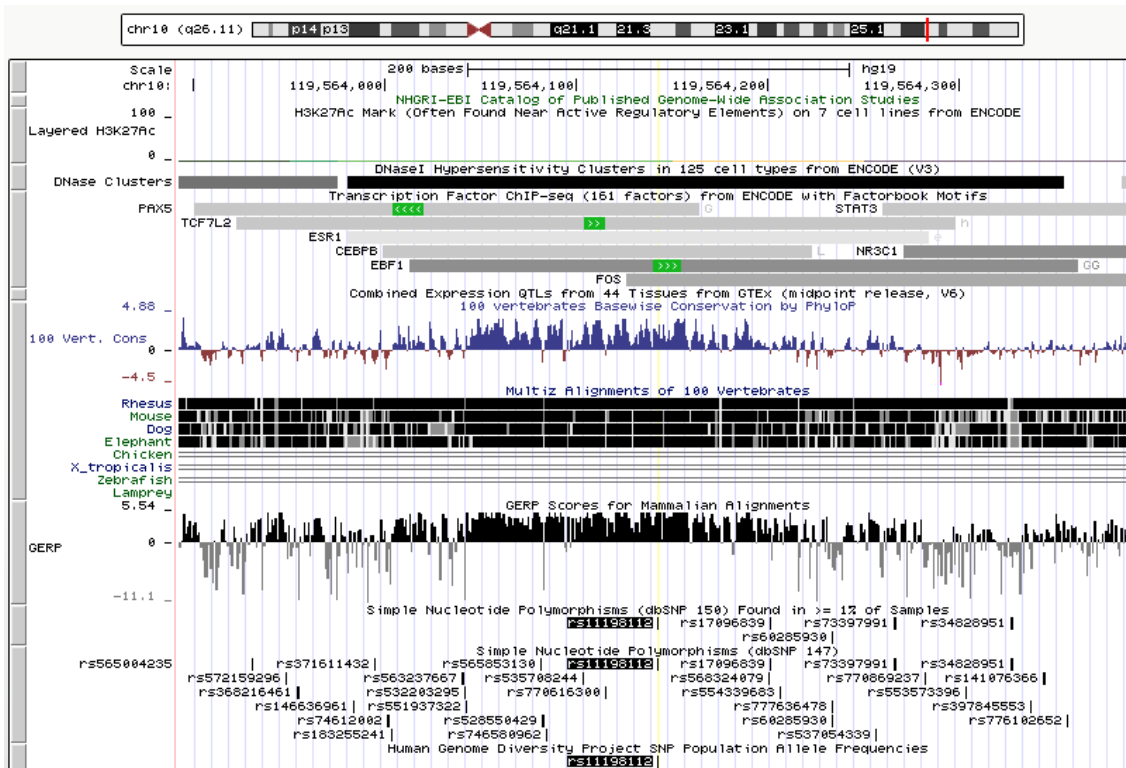 chr10 (q26.11) p14 p13 q21.1 21.3 23.1 25.1
Scale 200 bases hg19
chr10: 119,564,000 119,564,100 119,564,200 119,564,300
NHGRI-EBI Catalog of Published Genome-Wide Association Studies
100 _ H3K27Ac Mark (Often Found Near Active Regulatory Elements) on 7 cell lines from ENCODE
Layered H3K27Ac
0 _
DNaseI Hypersensitivity Clusters in 125 cell types from ENCODE (V3)
DNase Clusters
Transcription Factor ChIP-seq (161 factors) from ENCODE with Factorbook Motifs
PAX5 <<<< G STAT3
TCF7L2 >> h
ESR1
CEBPB L NR3C1
EBF1 >>> GG
FOS
Combined Expression QTLs from 44 Tissues from GTEx (midpoint release, V6)
4.88 _ 100 vertebrates Basewise Conservation by PhyloP
100 Vert. Cons
0 -
-4.5 _
Multiz Alignments of 100 Vertebrates
Rhesus
Mouse
Dog
Elephant
Chicken
X_tropicalis
Zebrafish
Lamprey
5.54 _ GERP Scores for Mammalian Alignments
0 -
GERP
-11.1 _
Simple Nucleotide Polymorphisms (dbSNP 150) Found in >= 1% of Samples
rs11198112 rs17096839 rs73397991 rs34828951
rs60285930
Simple Nucleotide Polymorphisms (dbSNP 147)
rs565004235 rs371611432 rs565853130 rs11198112 rs17096839 rs73397991 rs34828951
rs572159296 rs563237667 rs535708244 rs568324079 rs770869237 rs141076366
rs368216461 rs532203295 rs770616300 rs554339683 rs553573396
rs146636961 rs551937322 rs777636478 rs397845553
rs74612002 rs528550429 rs60285930 rs776102652
rs183255241 rs746580962 rs537054339
Human Genome Diversity Project SNP Population Allele Frequencies
rs11198112